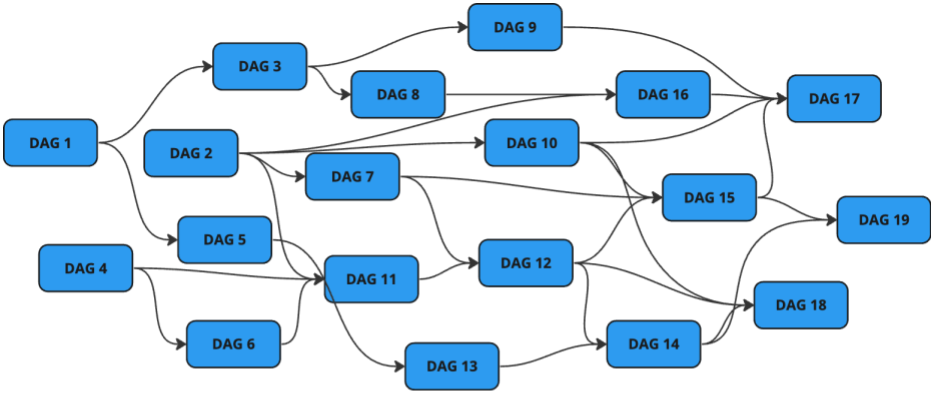 DAG 9
DAG 3
DAG 8
DAG 16
DAG 17
DAG 1
DAG 2
DAG 10
DAG 7
DAG 15
DAG 19
DAG 5
DAG 4
DAG 11
DAG 12
DAG 18
DAG 6
DAG 14
DAG 13